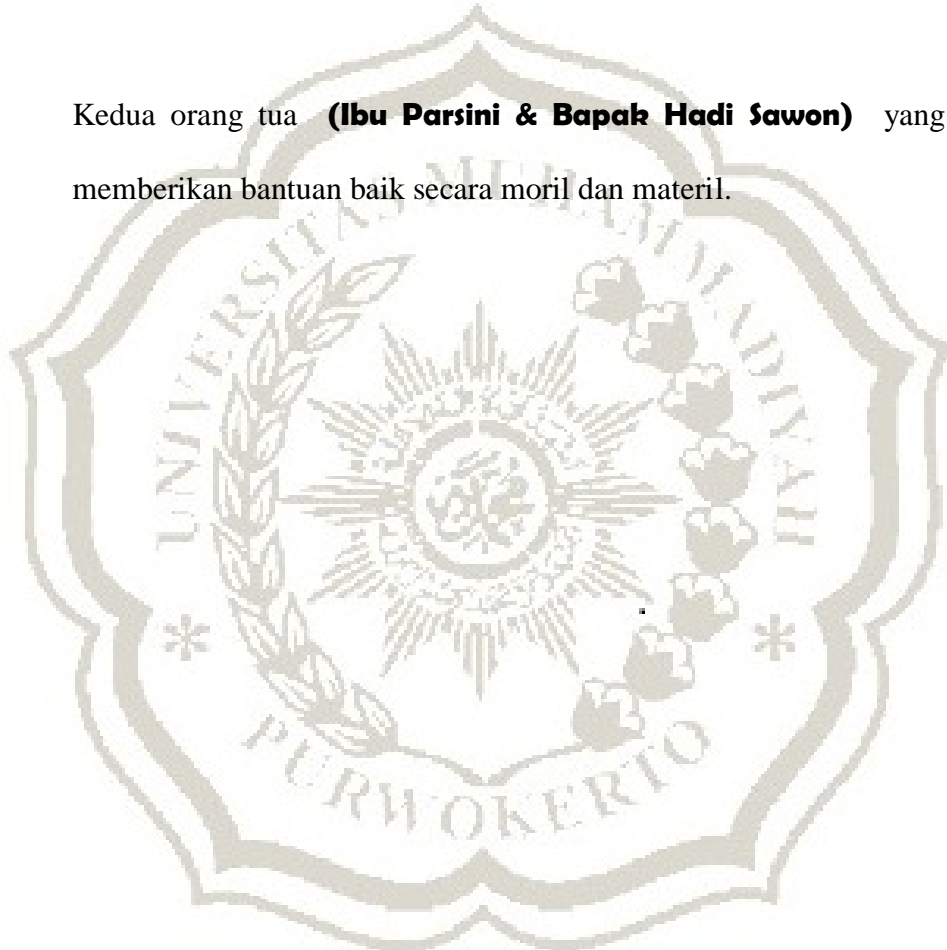 Kedua orang tua (Ibu Parsini & Bapak Hadi Sawon) yang
memberikan bantuan baik secara moril dan materil.
UNIVERSITAS MUHAMMADIYAH
PURWOKERTO